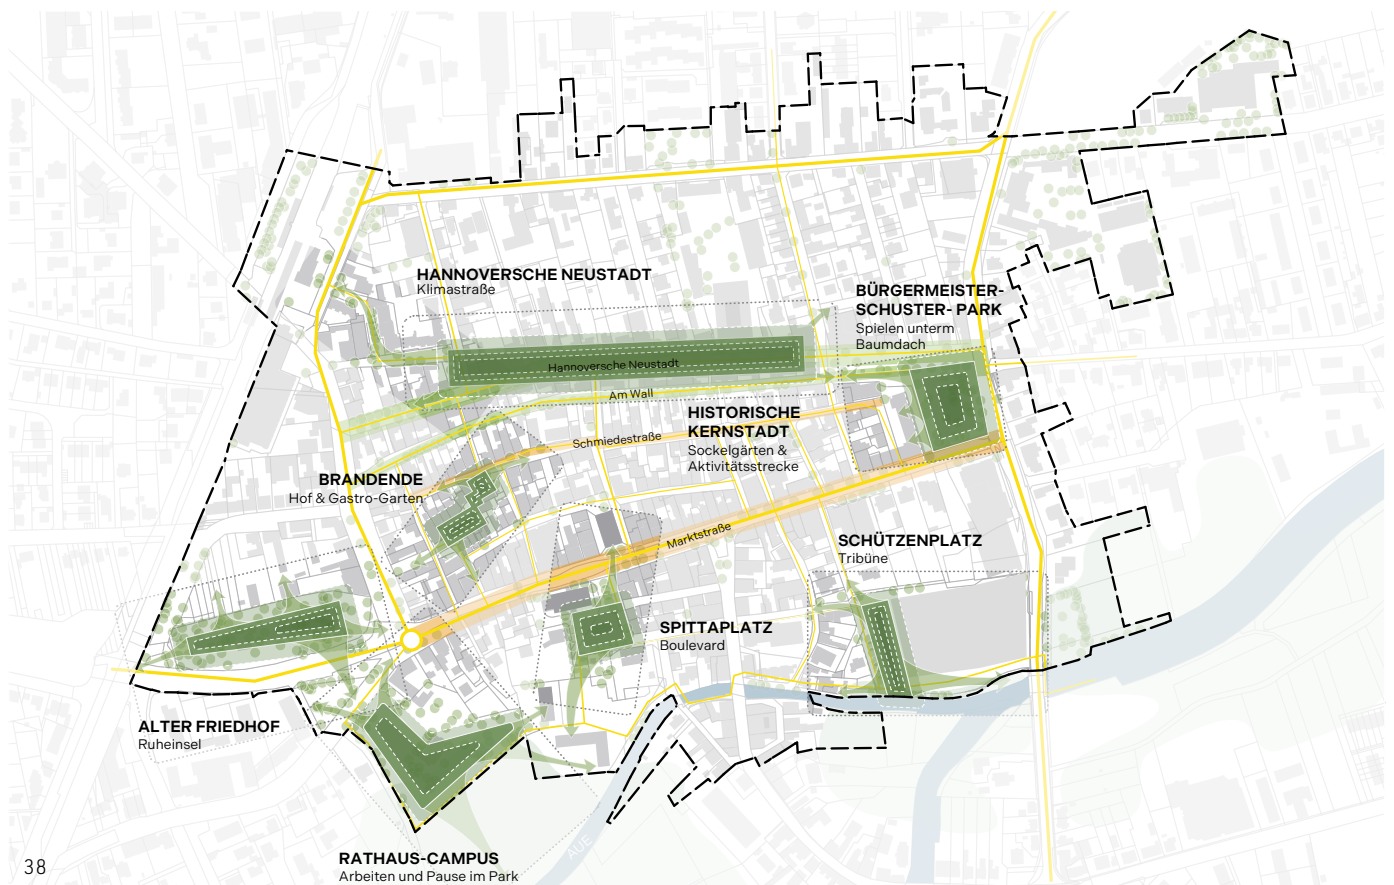 HANNOVERSCHE NEUSTADT
Klimastraße
BÜRGERMEISTER-
SCHUSTER- PARK
Spielen unterm
Baumdach
Hannoversche Neustadt
Am Wall
HISTORISCHE
KERNSTADT
Sockelgärten &
Aktivitätsstrecke
Schmiedestraße
BRANDENDE
Hof & Gastro-Garten
Marktstraße
SCHÜTZENPLATZ
Tribüne
SPITTAPLATZ
Boulevard
ALTER FRIEDHOF
Ruheinsel
AUE
RATHAUS-CAMPUS
Arbeiten und Pause im Park
38